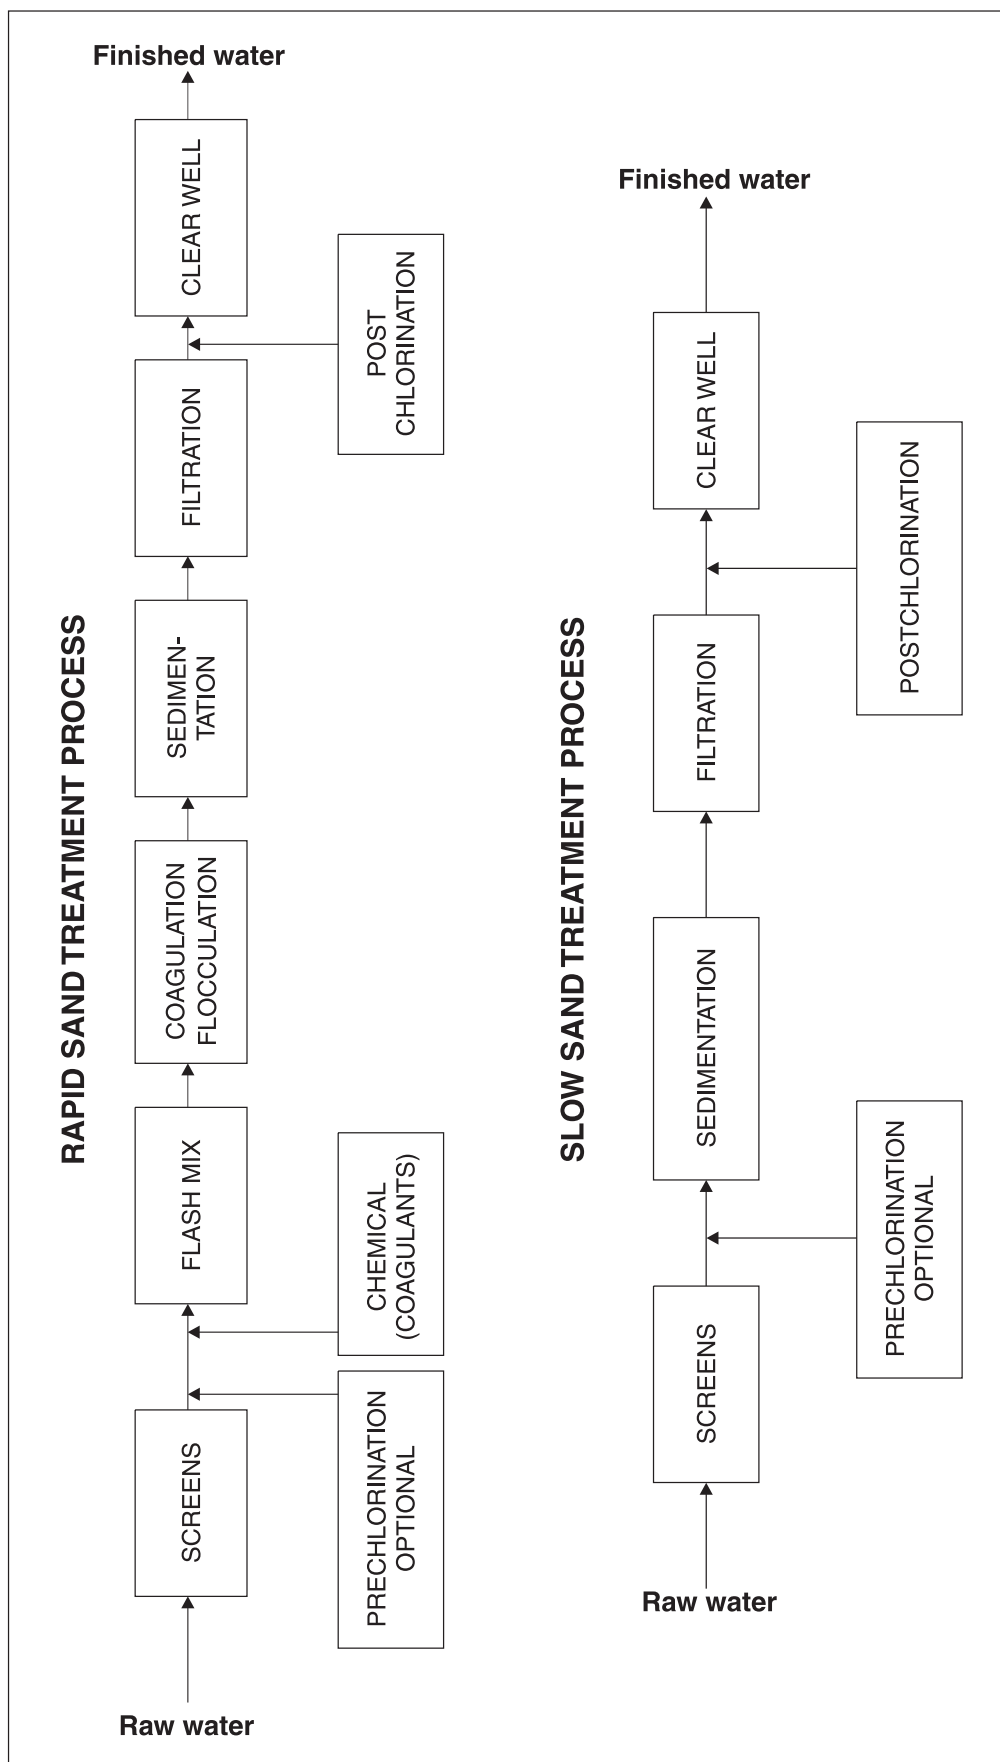 RAPID SAND TREATMENT PROCESS
Raw water
SCREENS
PRECHLORINATION
OPTIONAL
CHEMICAL
(COAGULANTS)
FLASH MIX
COAGULATION
FLOCCULATION
SEDIMEN-
TATION
FILTRATION
POST
CHLORINATION
CLEAR WELL
Finished water
SLOW SAND TREATMENT PROCESS
Raw water
SCREENS
PRECHLORINATION
OPTIONAL
SEDIMENTATION
FILTRATION
POSTCHLORINATION
CLEAR WELL
Finished water